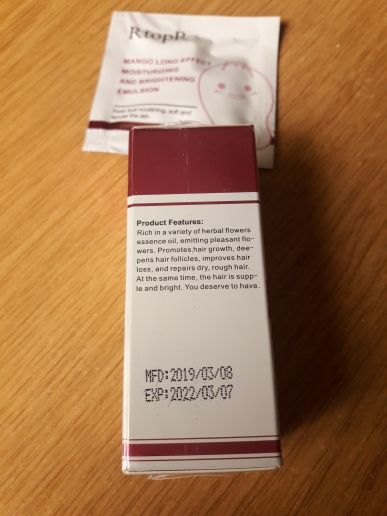 MANGO LONG-EFFECT
MOISTURIZING
AND BRIGHTENING
EMULSION
Product Features:
Rich in a variety of herbal flowers
essence oil, emitting pleasant flo-
wers. Promotes hair growth, dee-
pens hair follicles, improves hair
loss, and repairs dry, rough hair.
At the same time, the hair is supp-
le and bright. You deserve to have.
MFD:2019/03/08
EXP:2022/03/07